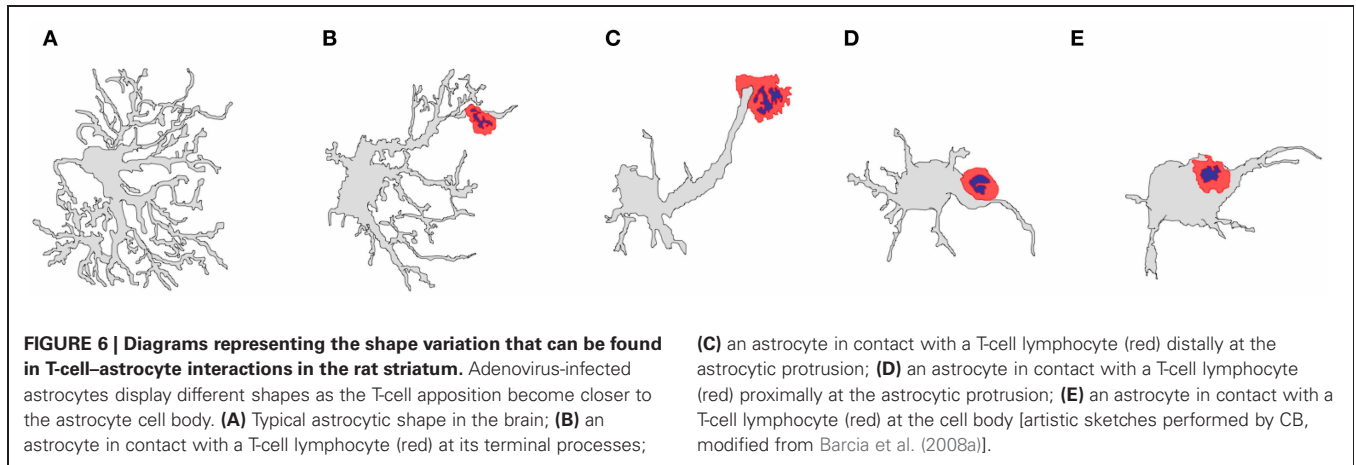 A
B
C
D
E
FIGURE 6 | Diagrams representing the shape variation that can be found
in T-cell–astrocyte interactions in the rat striatum. Adenovirus-infected
astrocytes display different shapes as the T-cell apposition become closer to
the astrocyte cell body. (A) Typical astrocytic shape in the brain; (B) an
astrocyte in contact with a T-cell lymphocyte (red) at its terminal processes;
(C) an astrocyte in contact with a T-cell lymphocyte (red) distally at the
astrocytic protrusion; (D) an astrocyte in contact with a T-cell lymphocyte
(red) proximally at the astrocytic protrusion; (E) an astrocyte in contact with a
T-cell lymphocyte (red) at the cell body [artistic sketches performed by CB,
modified from Barcia et al. (2008a)].